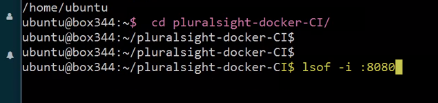 /home/ubuntu
ubuntu@box344:~$  cd pluralsight-docker-CI/
ubuntu@box344:~/pluralsight-docker-CI$
ubuntu@box344:~/pluralsight-docker-CI$
ubuntu@box344:~/pluralsight-docker-CI$ lsof -i :8080